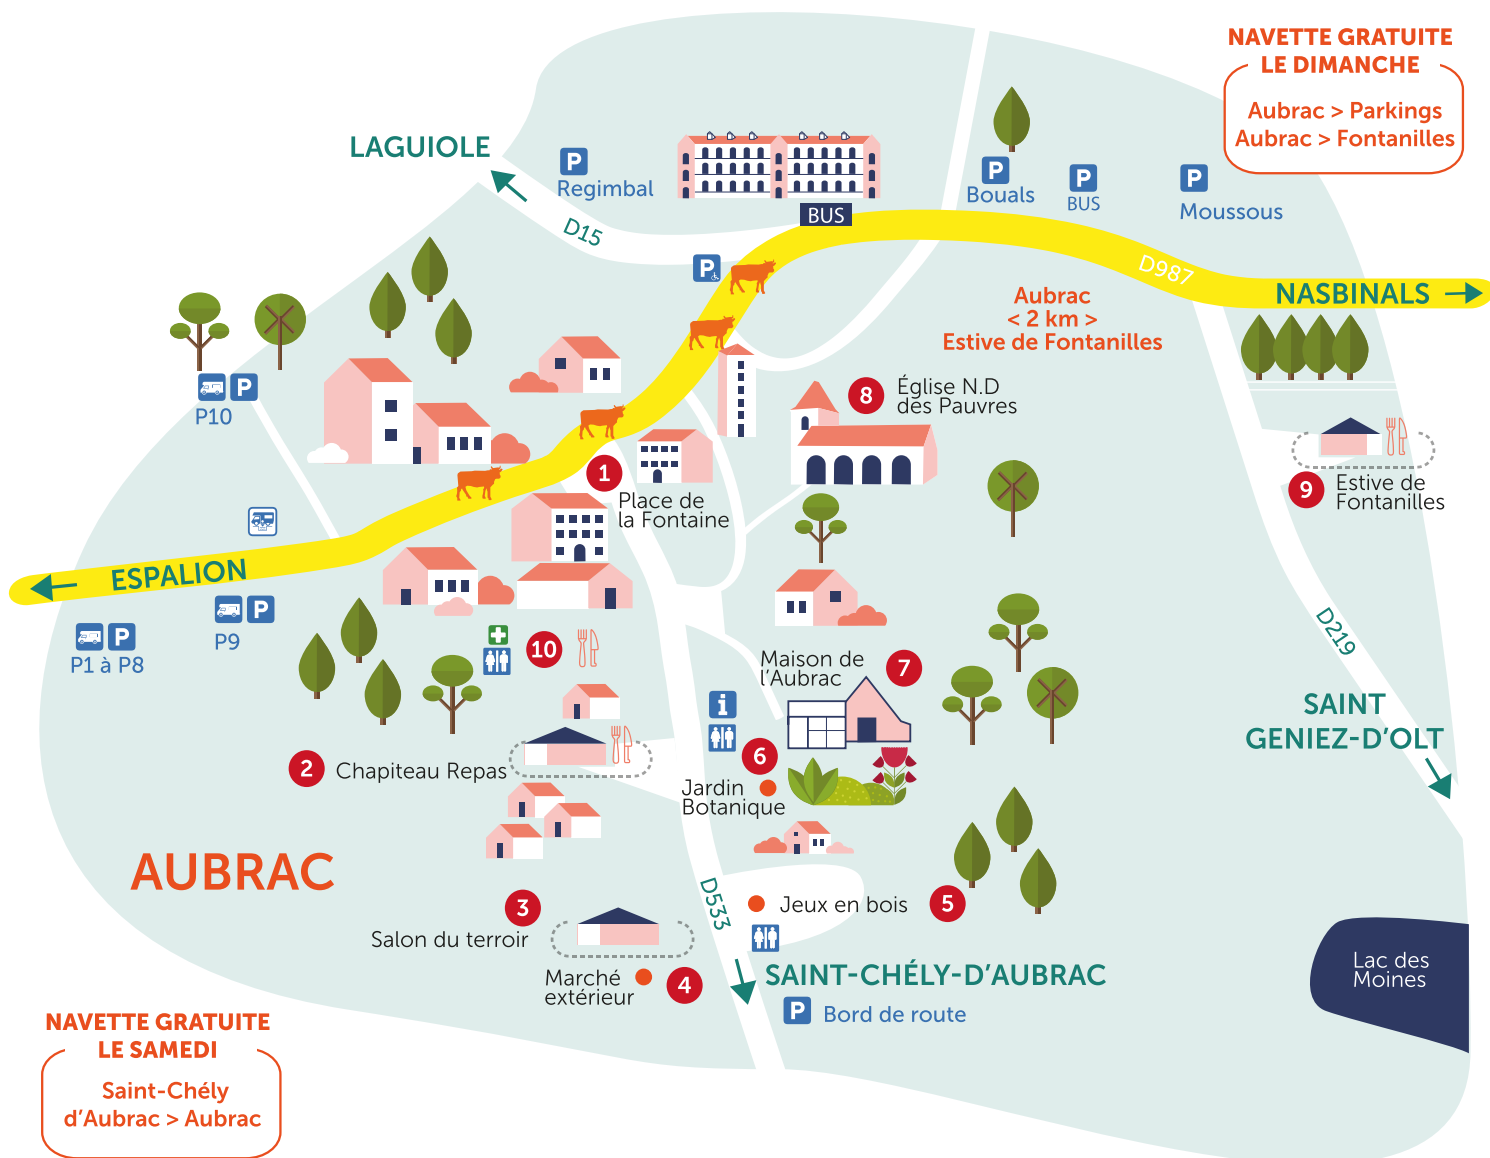 NAVETTE GRATUITE
LE DIMANCHE
Aubrac > Parkings
Aubrac > Fontanilles
LAGUIOLE
P
Regimbal
D15
BUS
P
Bouals
P
BUS
P
Moussous
P
D987
NASBINALS
Aubrac
< 2 km >
Estive de Fontanilles
P
P10
8
Église N.D
des Pauvres
1
Place de
la Fontaine
9
Estive de
Fontanilles
ESPALION
P
P9
P
P1 à P8
10
D219
Maison de
l'Aubrac
7
i
6
Jardin
Botanique
SAINT
GENIEZ-D'OLT
2
Chapiteau Repas
AUBRAC
3
Salon du terroir
Marché
extérieur
4
D533
Jeux en bois
5
SAINT-CHÉLY-D'AUBRAC
P
Bord de route
Lac des
Moines
NAVETTE GRATUITE
LE SAMEDI
Saint-Chély
d'Aubrac > Aubrac